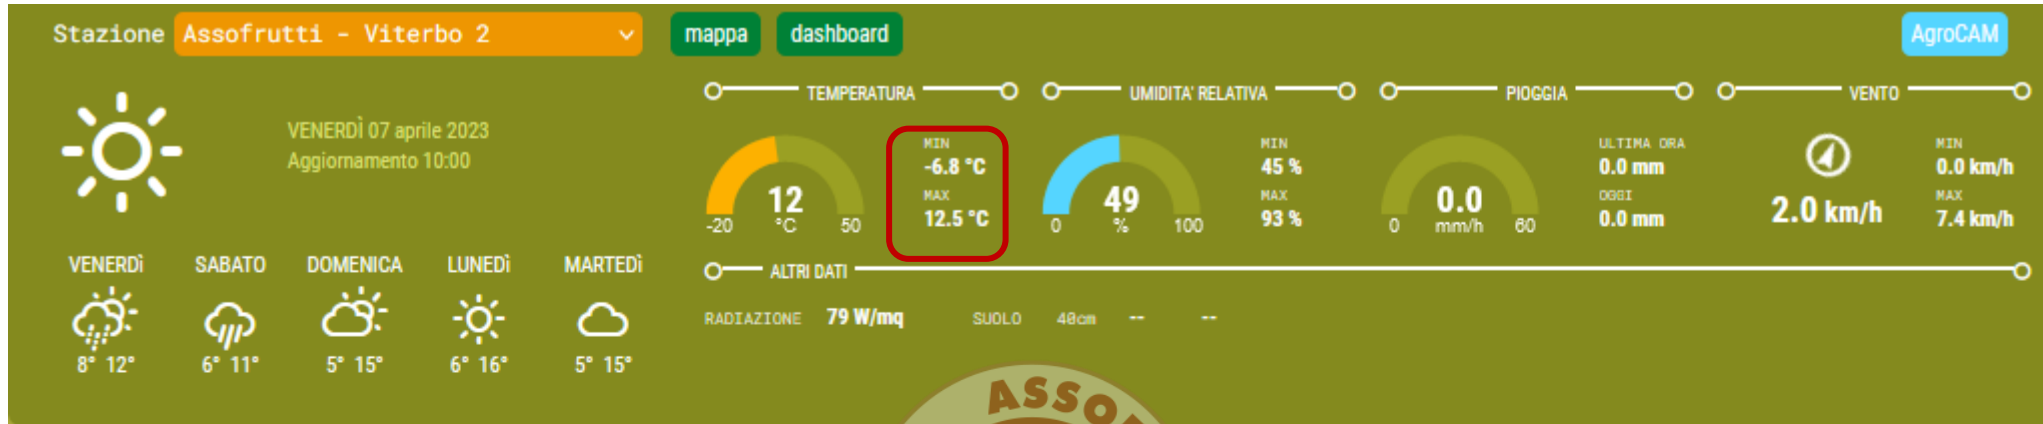 Stazione Assofrutti - Viterbo 2 mappa dashboard AgroCAM
VENERDÌ 07 aprile 2023
Aggiornamento 10:00
TEMPERATURA
12
°C
-20 50
MIN
-6.8 °C
MAX
12.5 °C
UMIDITA' RELATIVA
49
%
0 100
MIN
45 %
MAX
93 %
PIOGGIA
0.0
mm/h
0 60
ULTIMA ORA
0.0 mm
OGGI
0.0 mm
VENTO
2.0 km/h
MIN
0.0 km/h
MAX
7.4 km/h
VENERDì SABATO DOMENICA LUNEDì MARTEDì
8° 12° 6° 11° 5° 15° 6° 16° 5° 15°
ALTRI DATI
RADIAZIONE 79 W/mq SUOLO 40cm -- --